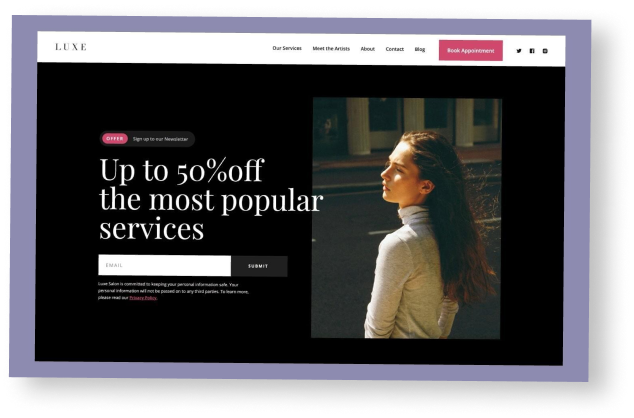 LUXE
Our Services Meet the Artists About Contact Blog Book Appointment
OFFER Sign up to our Newsletter
Up to 50%off
the most popular
services
EMAIL SUBMIT
Luxe Salon is committed to keeping your personal information safe. Your
personal information will not be passed on to any third parties. To learn more,
please read our Privacy Policy.